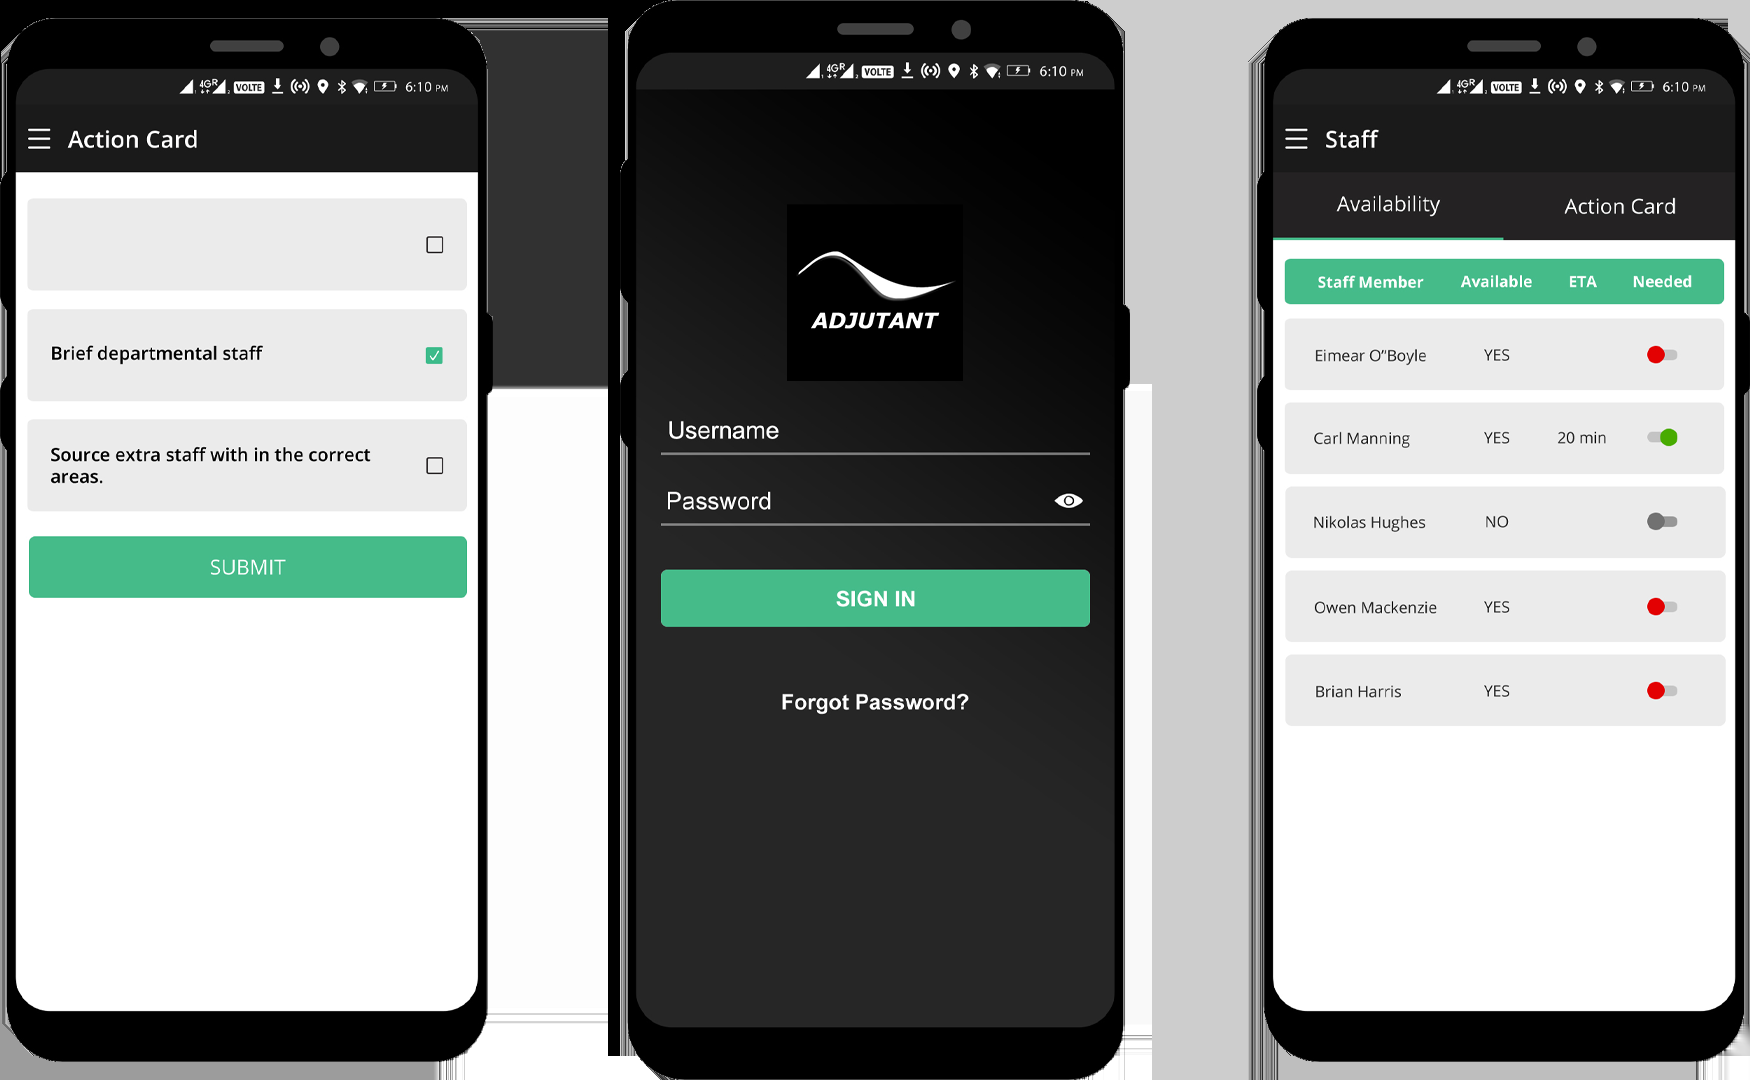 4GR VOLTE 6:10 PM
Action Card
Brief departmental staff
Source extra staff with in the correct
areas.
SUBMIT
4GR VOLTE 6:10 PM
ADJUTANT
Username
Password
SIGN IN
Forgot Password?
4GR VOLTE 6:10 PM
Staff
Availability Action Card
Staff Member Available ETA Needed
Eimear O”Boyle YES
Carl Manning YES 20 min
Nikolas Hughes NO
Owen Mackenzie YES
Brian Harris YES